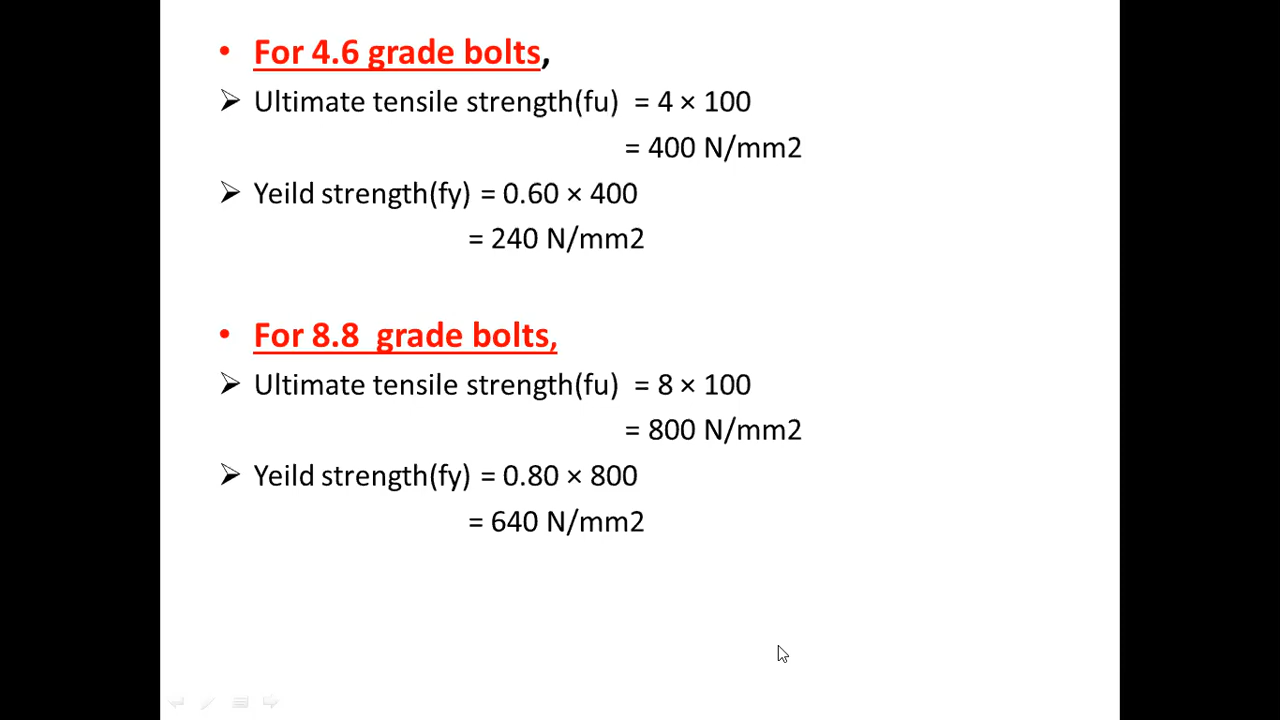 • For 4.6 grade bolts,
➢ Ultimate tensile strength(fu) = 4 × 100
= 400 N/mm2
➢ Yeild strength(fy) = 0.60 × 400
= 240 N/mm2
• For 8.8 grade bolts,
➢ Ultimate tensile strength(fu) = 8 × 100
= 800 N/mm2
➢ Yeild strength(fy) = 0.80 × 800
= 640 N/mm2